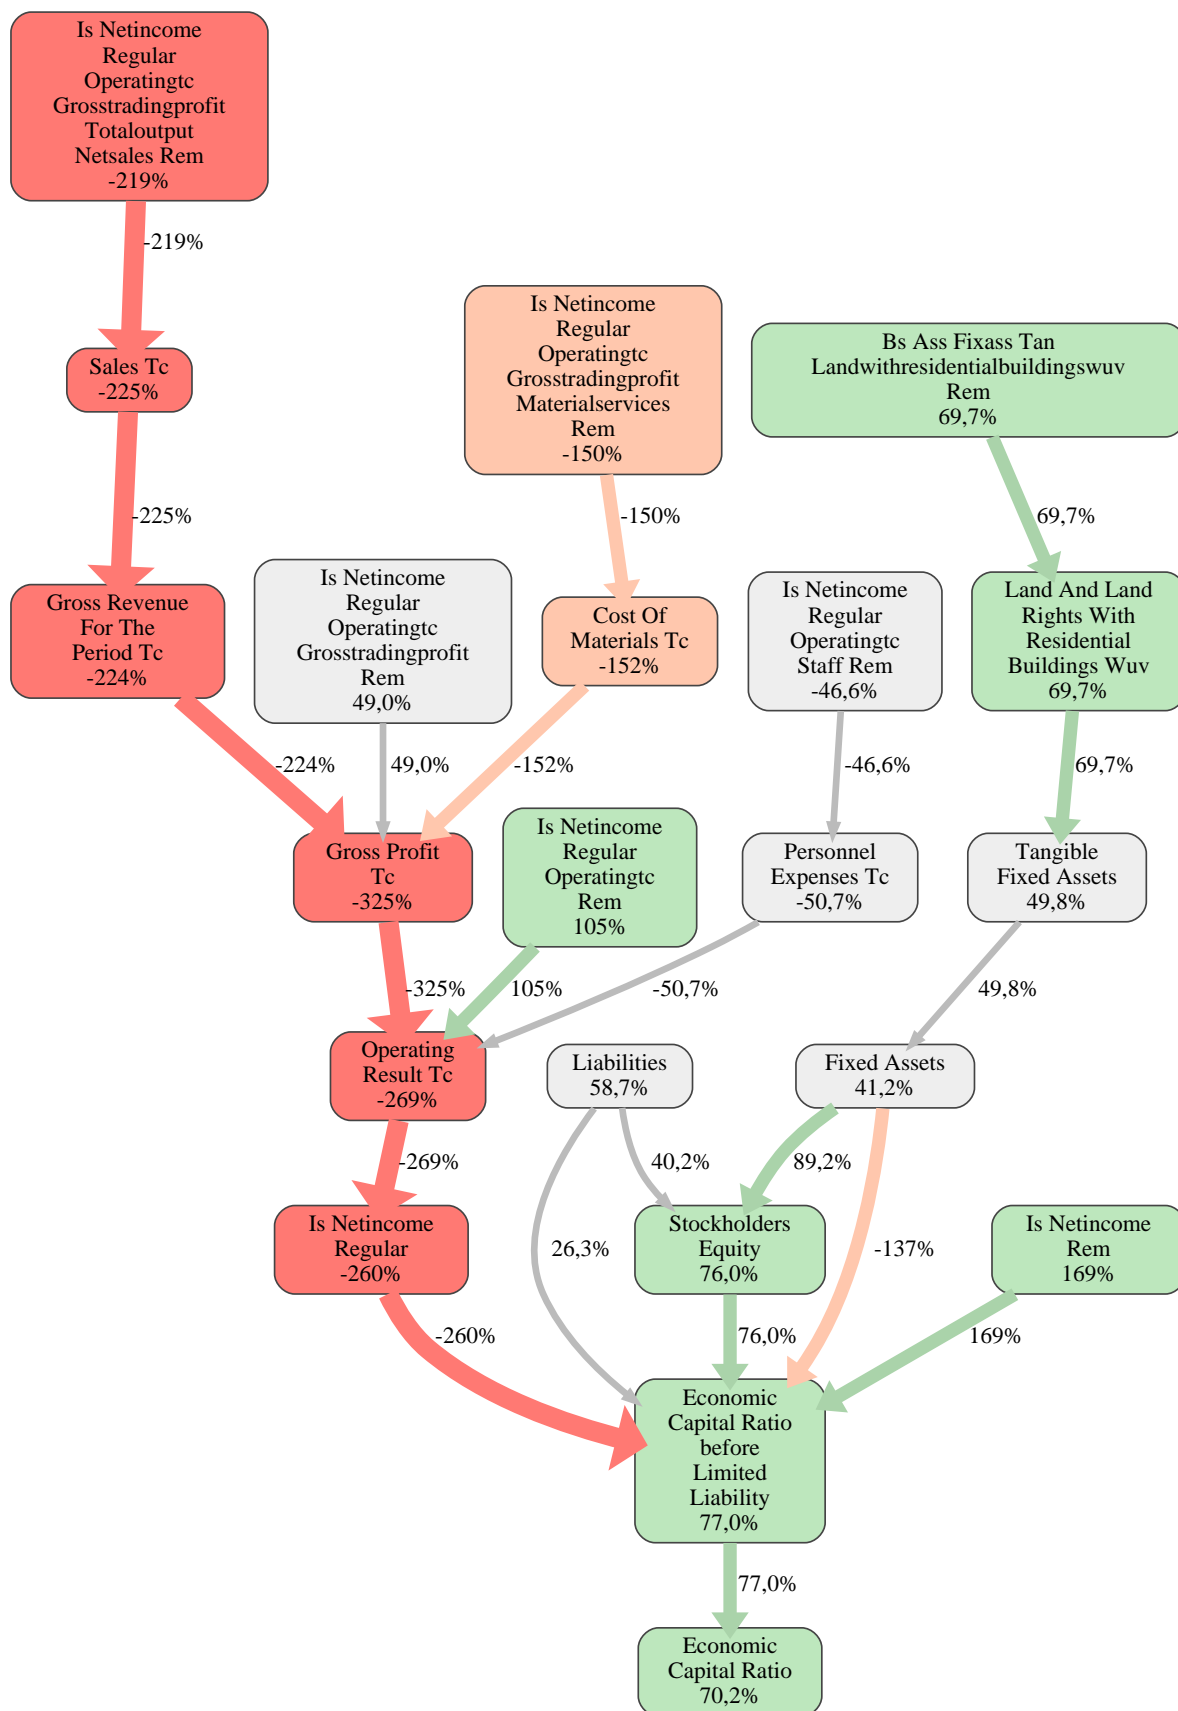 Is Netincome
Regular
Operatingtc
Grosstradingprofit
Totaloutput
Netsales Rem
-219%
-219%
Sales Tc
-225%
-225%
Is Netincome
Regular
Operatingtc
Grosstradingprofit
Materialservices
Rem
-150%
-150%
Bs Ass Fixass Tan
Landwithresidentialbuildingswuv
Rem
69,7%
69,7%
Gross Revenue
For The
Period Tc
-224%
-224%
Is Netincome
Regular
Operatingtc
Grosstradingprofit
Rem
49,0%
49,0%
Cost Of
Materials Tc
-152%
-152%
Is Netincome
Regular
Operatingtc
Staff Rem
-46,6%
-46,6%
Land And Land
Rights With
Residential
Buildings Wuv
69,7%
69,7%
Gross Profit
Tc
-325%
-325%
Is Netincome
Regular
Operatingtc
Rem
105%
105%
Personnel
Expenses Tc
-50,7%
-50,7%
Tangible
Fixed Assets
49,8%
49,8%
Operating
Result Tc
-269%
-269%
Liabilities
58,7%
40,2%
26,3%
Fixed Assets
41,2%
89,2%
-137%
Is Netincome
Regular
-260%
-260%
Stockholders
Equity
76,0%
76,0%
Is Netincome
Rem
169%
169%
Economic
Capital Ratio
before
Limited
Liability
77,0%
77,0%
Economic
Capital Ratio
70,2%